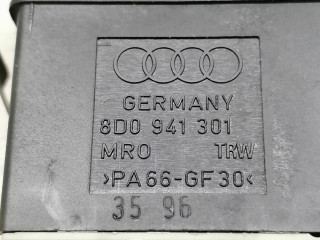 GERMANY
8D0 941 301
MRO TRW
>PA66-GF30<
35 96